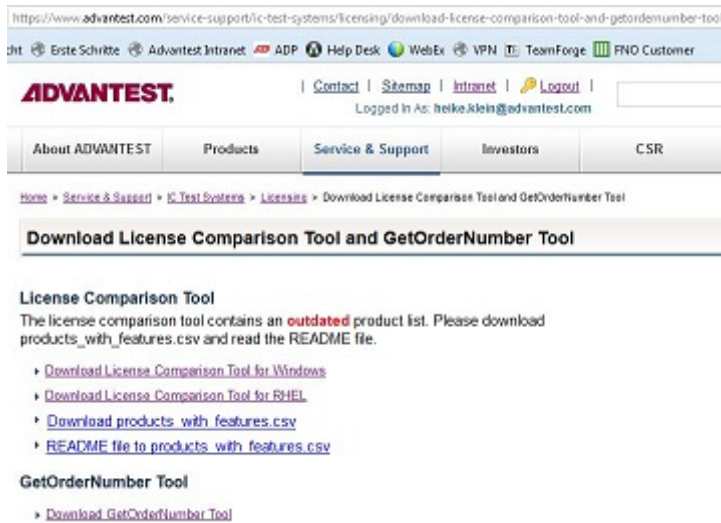 https://www.advantest.com/service-support/ic-test-systems/licensing/download-license-comparison-tool-and-getordernumber-too
cht Erste Schritte Advantest Intranet ADP Help Desk WebEx VPN TeamForge FNO Customer
ADVANTEST. | Contact | Sitemap | Intranet | Logout |
Logged In As: heike.klein@advantest.com
About ADVANTEST Products Service & Support Investors CSR
Home > Service & Support > IC Test Systems > Licensing > Download License Comparison Tool and GetOrderNumber Tool
Download License Comparison Tool and GetOrderNumber Tool
License Comparison Tool
The license comparison tool contains an outdated product list. Please download
products_with_features.csv and read the README file.
Download License Comparison Tool for Windows
Download License Comparison Tool for RHEL
Download products_with_features.csv
README file to products_with_features.csv
GetOrderNumber Tool
Download GetOrderNumber Tool